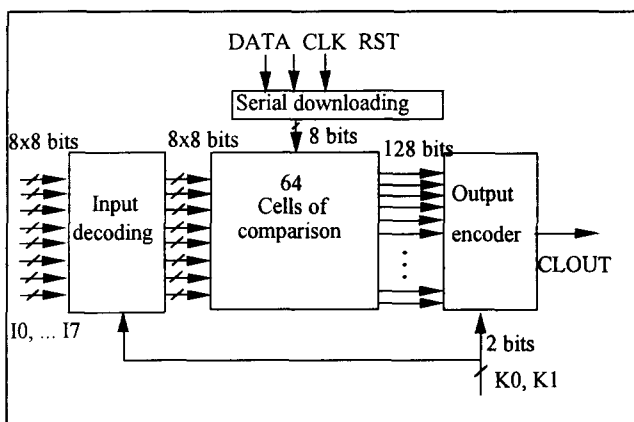 DATA CLK RST
Serial downloading
8x8 bits
8x8 bits
8 bits
128 bits
Input
decoding
64
Cells of
comparison
Output
encoder
CLOUT
I0, ... I7
2 bits
K0, K1